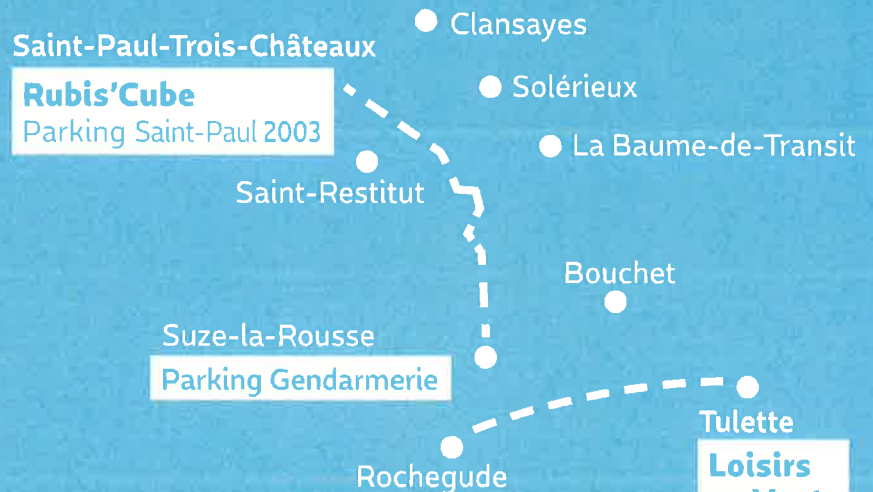 Clansayes
Saint-Paul-Trois-Châteaux
Rubis'Cube
Parking Saint-Paul 2003
Solérieux
La Baume-de-Transit
Saint-Restitut
Bouchet
Suze-la-Rousse
Parking Gendarmerie
Tulette
Loisirs
Rochegude